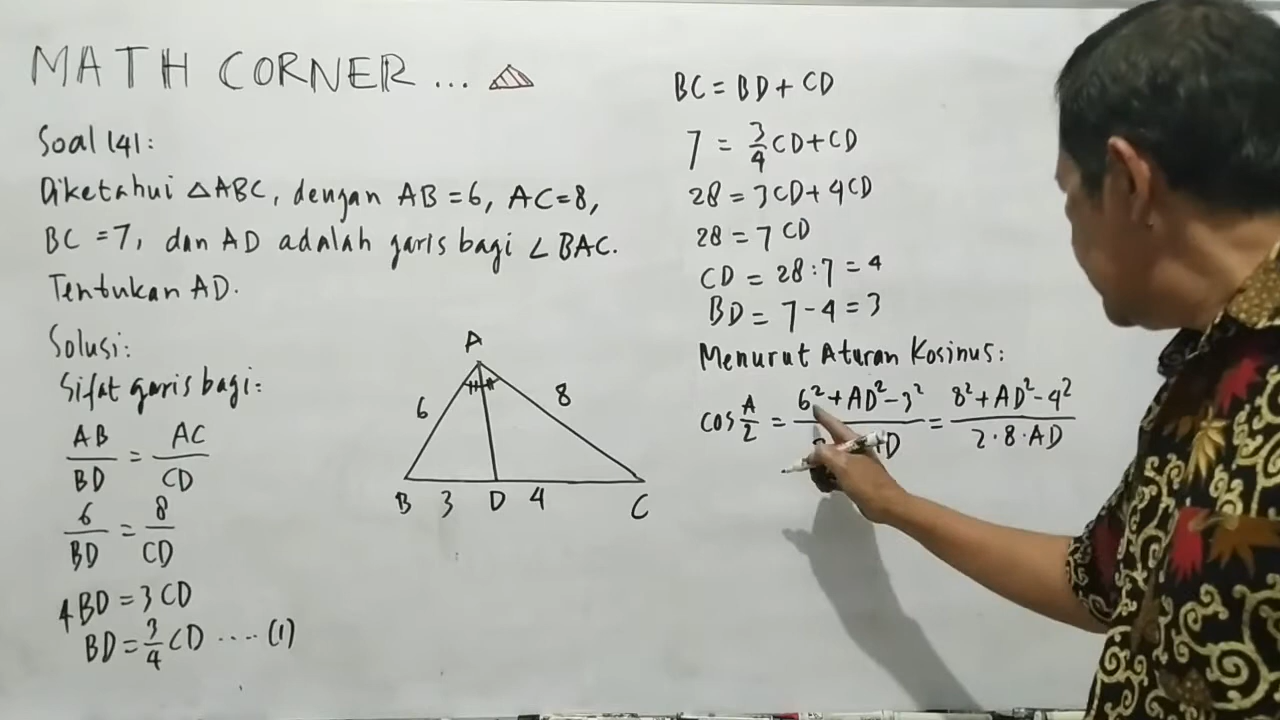 MATH CORNER...
Soal 141:
Diketahui △ABC, dengan AB = 6, AC = 8,
BC = 7, dan AD adalah garis bagi ∠BAC.
Tentukan AD.
Solusi:
Sifat garis bagi:
AB/BD = AC/CD
6/BD = 8/CD
4BD = 3CD
BD = 3/4 CD .... (1)
A
6 8
B 3 D 4 C
BC = BD + CD
7 = 3/4 CD + CD
28 = 3CD + 4CD
28 = 7CD
CD = 28 : 7 = 4
BD = 7 - 4 = 3
Menurut Aturan Kosinus:
cos A/2 = 6² + AD² - 3² / D = 8² + AD² - 4² / 2·8·AD